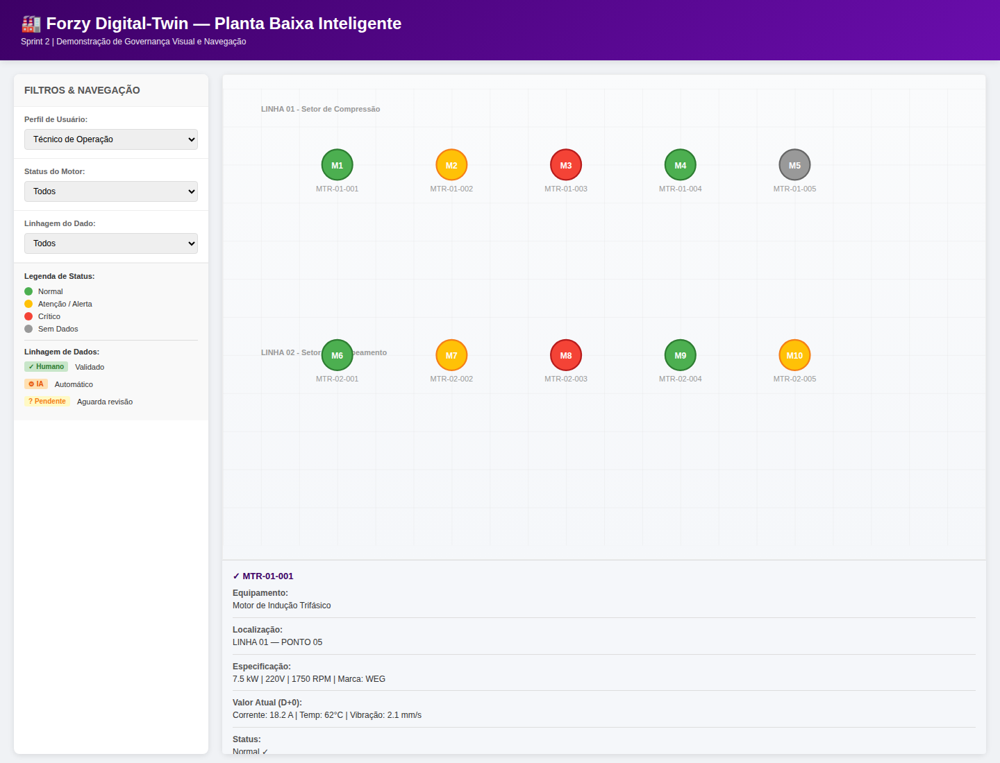 🏭 Forzy Digital-Twin — Planta Baixa Inteligente
Sprint 2 | Demonstração de Governança Visual e Navegação
FILTROS & NAVEGAÇÃO
Perfil de Usuário:
Técnico de Operação
Status do Motor:
Todos
Linhagem do Dado:
Todos
Legenda de Status:
Normal
Atenção / Alerta
Crítico
Sem Dados
Linhagem de Dados:
✓ Humano Validado
⚙ IA Automático
? Pendente Aguarda revisão
LINHA 01 - Setor de Compressão
M1 M2 M3 M4 M5
MTR-01-001 MTR-01-002 MTR-01-003 MTR-01-004 MTR-01-005
LINHA 02 - Setor
M6 M7 M8 M9 M10
MTR-02-001 MTR-02-002 MTR-02-003 MTR-02-004 MTR-02-005
✓ MTR-01-001
Equipamento:
Motor de Indução Trifásico
Localização:
LINHA 01 — PONTO 05
Especificação:
7.5 kW | 220V | 1750 RPM | Marca: WEG
Valor Atual (D+0):
Corrente: 18.2 A | Temp: 62°C | Vibração: 2.1 mm/s
Status:
Normal ✓